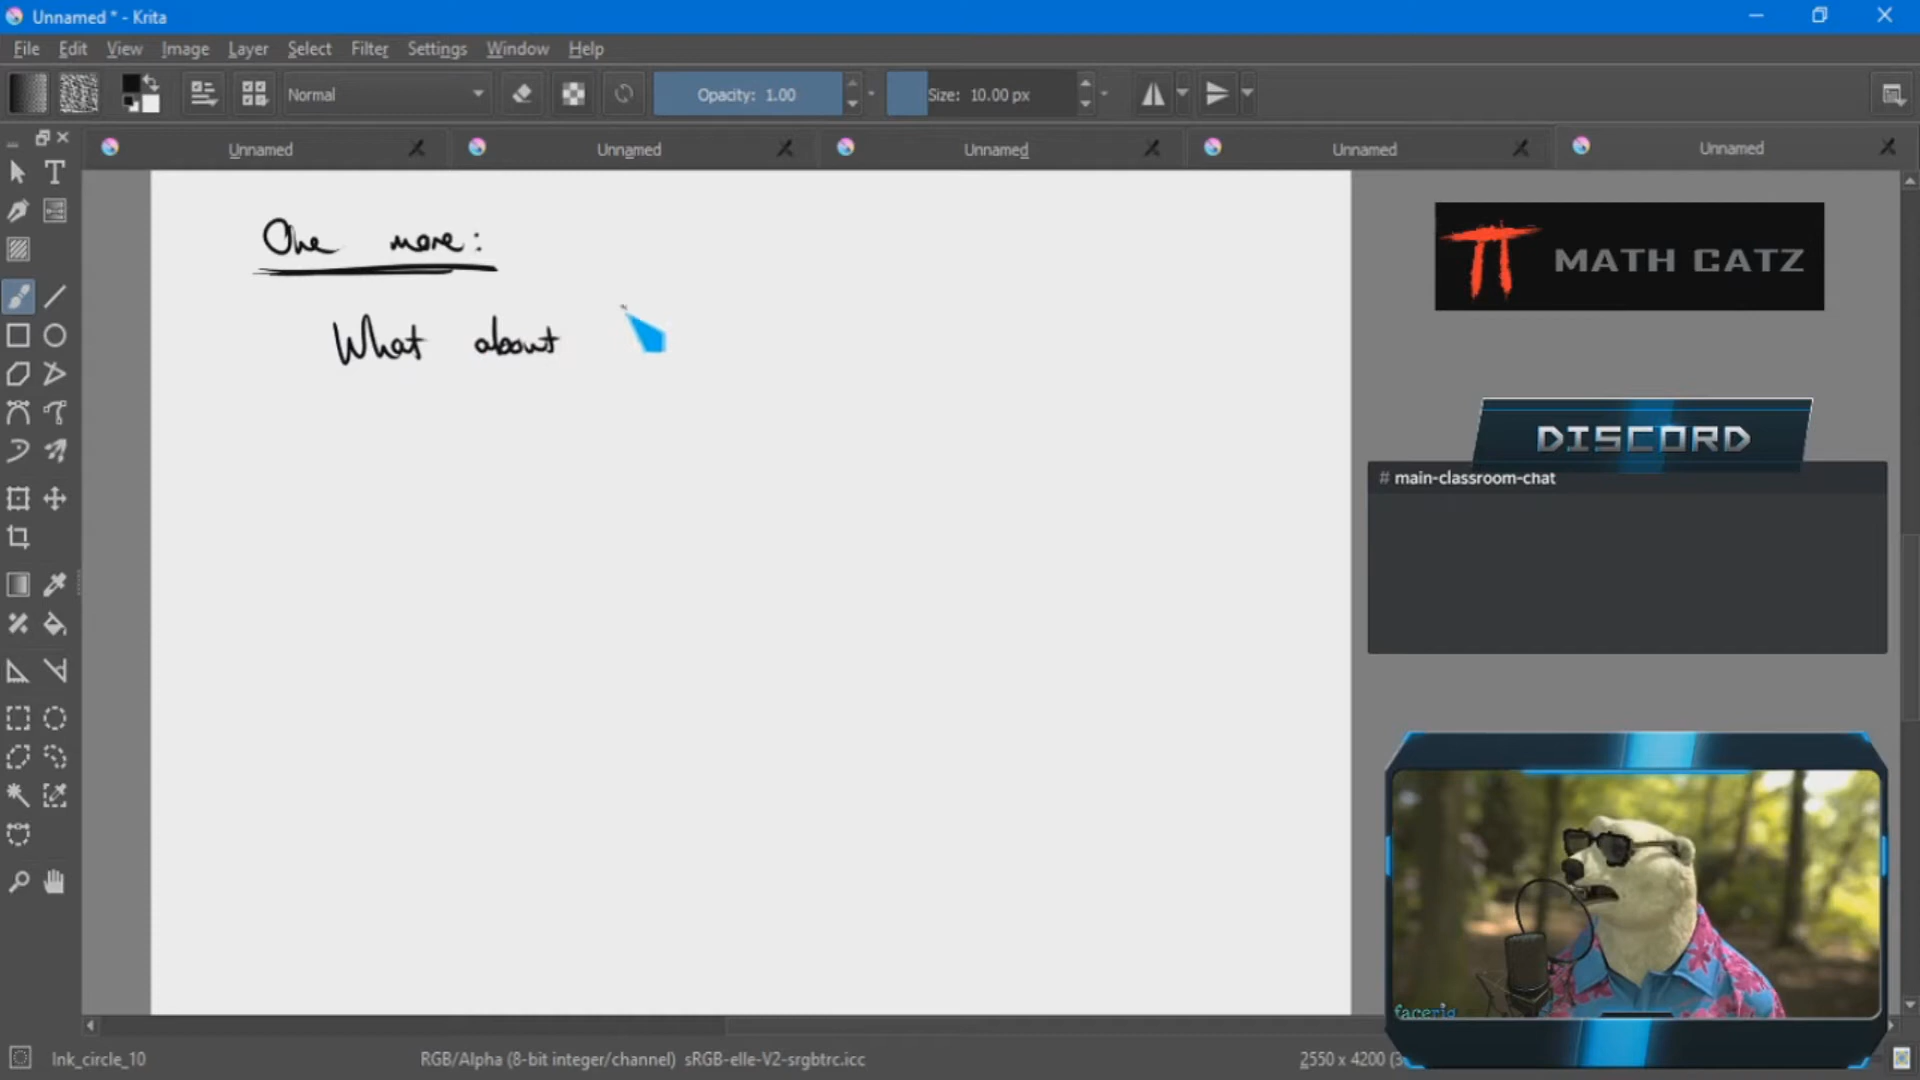 Unnamed * - Krita
File Edit View Image Layer Select Filter Settings Window Help
Normal Opacity: 1.00 Size: 10.00 px
Unnamed Unnamed Unnamed Unnamed Unnamed
T
One more:
What about
π MATH CATZ
DISCORD
# main-classroom-chat
facerig
Ink_circle_10 RGB/Alpha (8-bit integer/channel) sRGB-elle-V2-srgbtrc.icc 2550 x 4200